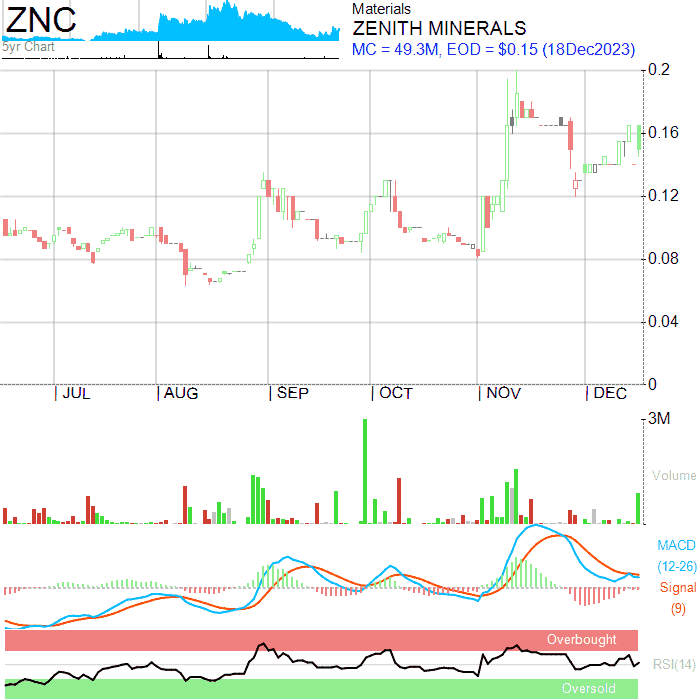 ZNC
5yr Chart
Materials
ZENITH MINERALS
MC = 49.3M, EOD = $0.15 (18Dec2023)
0.2
0.16
0.12
0.08
0.04
0
JUL AUG SEP OCT NOV DEC
3M
Volume
MACD
(12-26)
Signal
(9)
Overbought
RSI(14)
Oversold